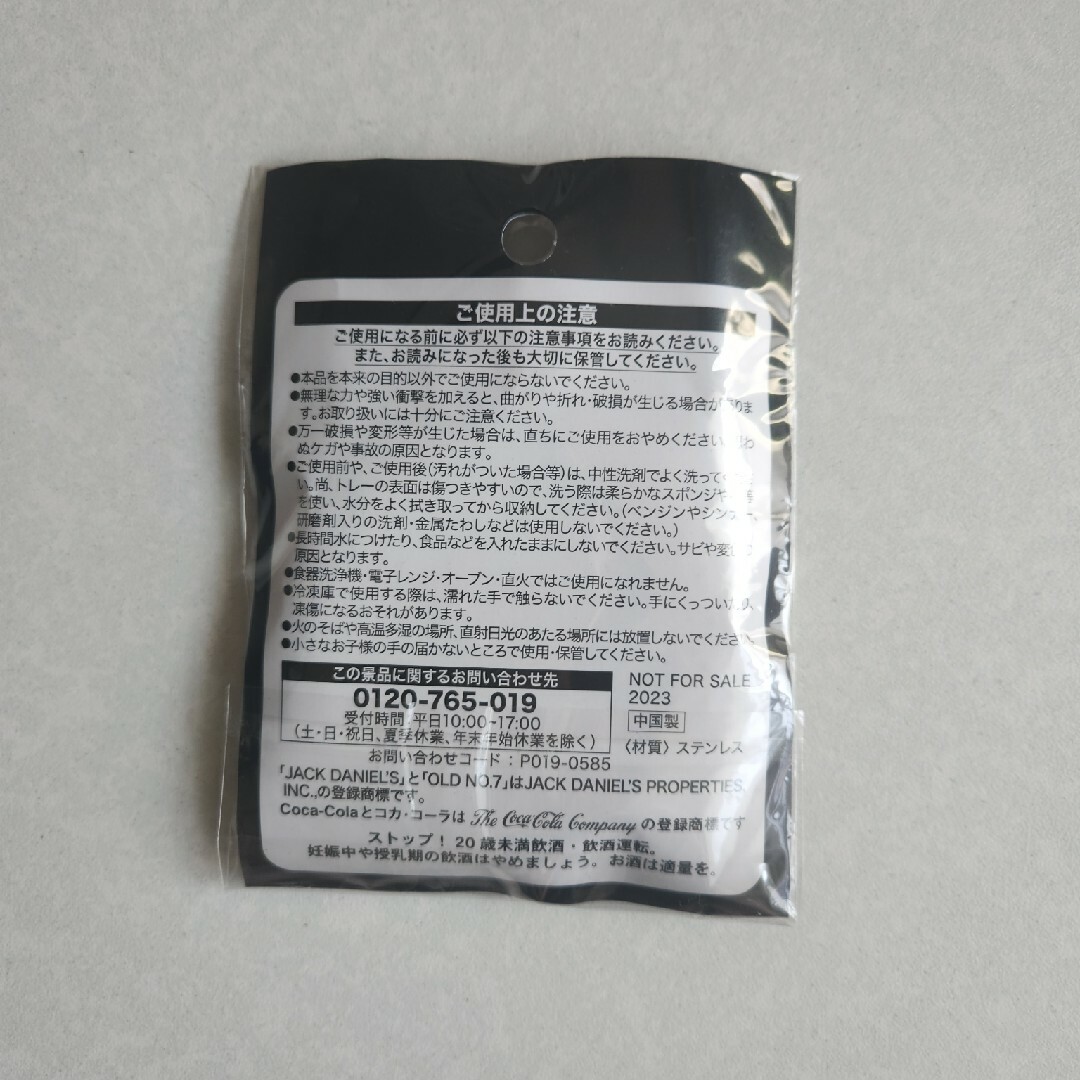 ご使用上の注意
ご使用になる前に必ず以下の注意事項をお読みください。
また、お読みになった後も大切に保管してください。
●本品を本来の目的以外でご使用にならないでください。
●無理な力や強い衝撃を加えると、曲がりや折れ・破損が生じる場合が ま
す。お取り扱いには十分にご注意ください。
●万一破損や変形等が生じた場合は、直ちにご使用をおやめください わ
ぬケガや事故の原因となります。
●ご使用前や、ご使用後(汚れがついた場合等)は、中性洗剤でよく洗って
い。尚、トレーの表面は傷つきやすいので、洗う際は柔らかなスポンジや
を使い、水分をよく拭き取ってから収納してください。(ベンジンやシン
研磨剤入りの洗剤・金属たわしなどは使用しないでください。)
●長時間水につけたり、食品などを入れたままにしないでください。サビや変
原因となります。
●食器洗浄機・電子レンジ・オーブン・直火ではご使用になれません。
●冷凍庫で使用する際は、濡れた手で触らないでください。手にくっついたり、
凍傷になるおそれがあります。
●火のそばや高温多湿の場所、直射日光のあたる場所には放置しないでください。
●小さなお子様の手の届かないところで使用・保管してください。
この景品に関するお問い合わせ先
0120-765-019
受付時間 平日10:00-17:00
(土・日・祝日、夏季休業、年末年始休業を除く)
お問い合わせコード:P019-0585
NOT FOR SALE
2023
中国製
〈材質〉ステンレス
「JACK DANIEL'S」と「OLD NO.7」はJACK DANIEL'S PROPERTIES,
INC.,の登録商標です。
Coca-Colaとコカ・コーラは The Coca-Cola Company の登録商標です
ストップ!20歳未満飲酒・飲酒運転。
妊娠中や授乳期の飲酒はやめましょう。お酒は適量を。